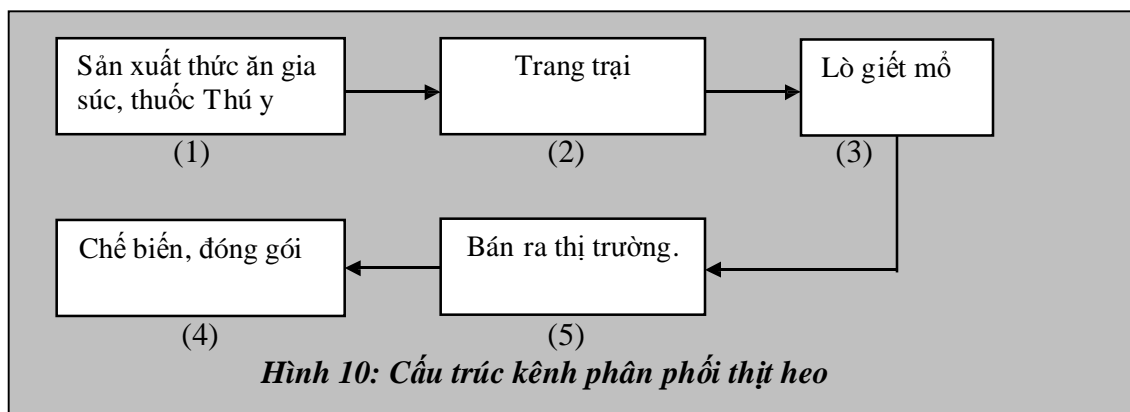 Sản xuất thức ăn gia
súc, thuốc Thú y
(1)
Trang trại
(2)
Lò giết mổ
(3)
Chế biến, đóng gói
(4)
Bán ra thị trường.
(5)
Hình 10: Cấu trúc kênh phân phối thịt heo